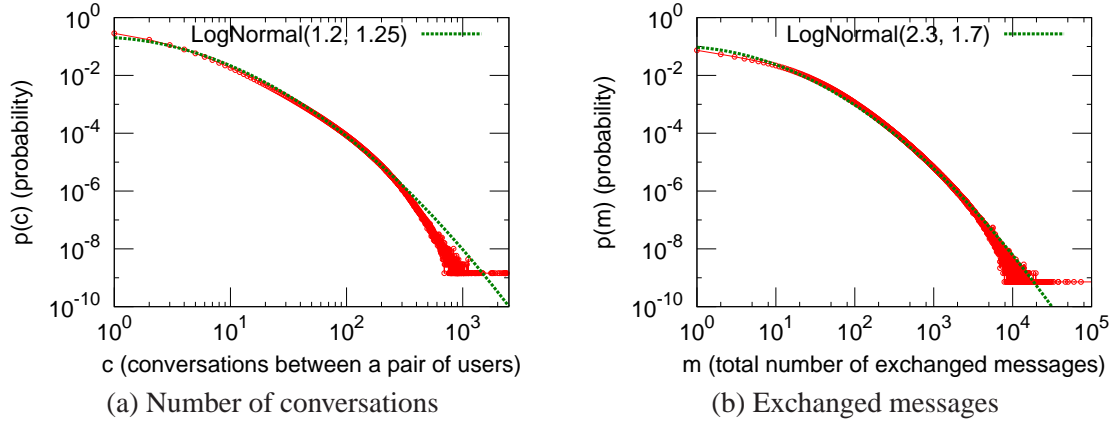 10^0
10^-2
10^-4
10^-6
10^-8
10^-10
10^0 10^1 10^2 10^3
p(c) (probability)
c (conversations between a pair of users)
LogNormal(1.2, 1.25)
(a) Number of conversations
10^0
10^-2
10^-4
10^-6
10^-8
10^-10
10^0 10^1 10^2 10^3 10^4 10^5
p(m) (probability)
m (total number of exchanged messages)
LogNormal(2.3, 1.7)
(b) Exchanged messages